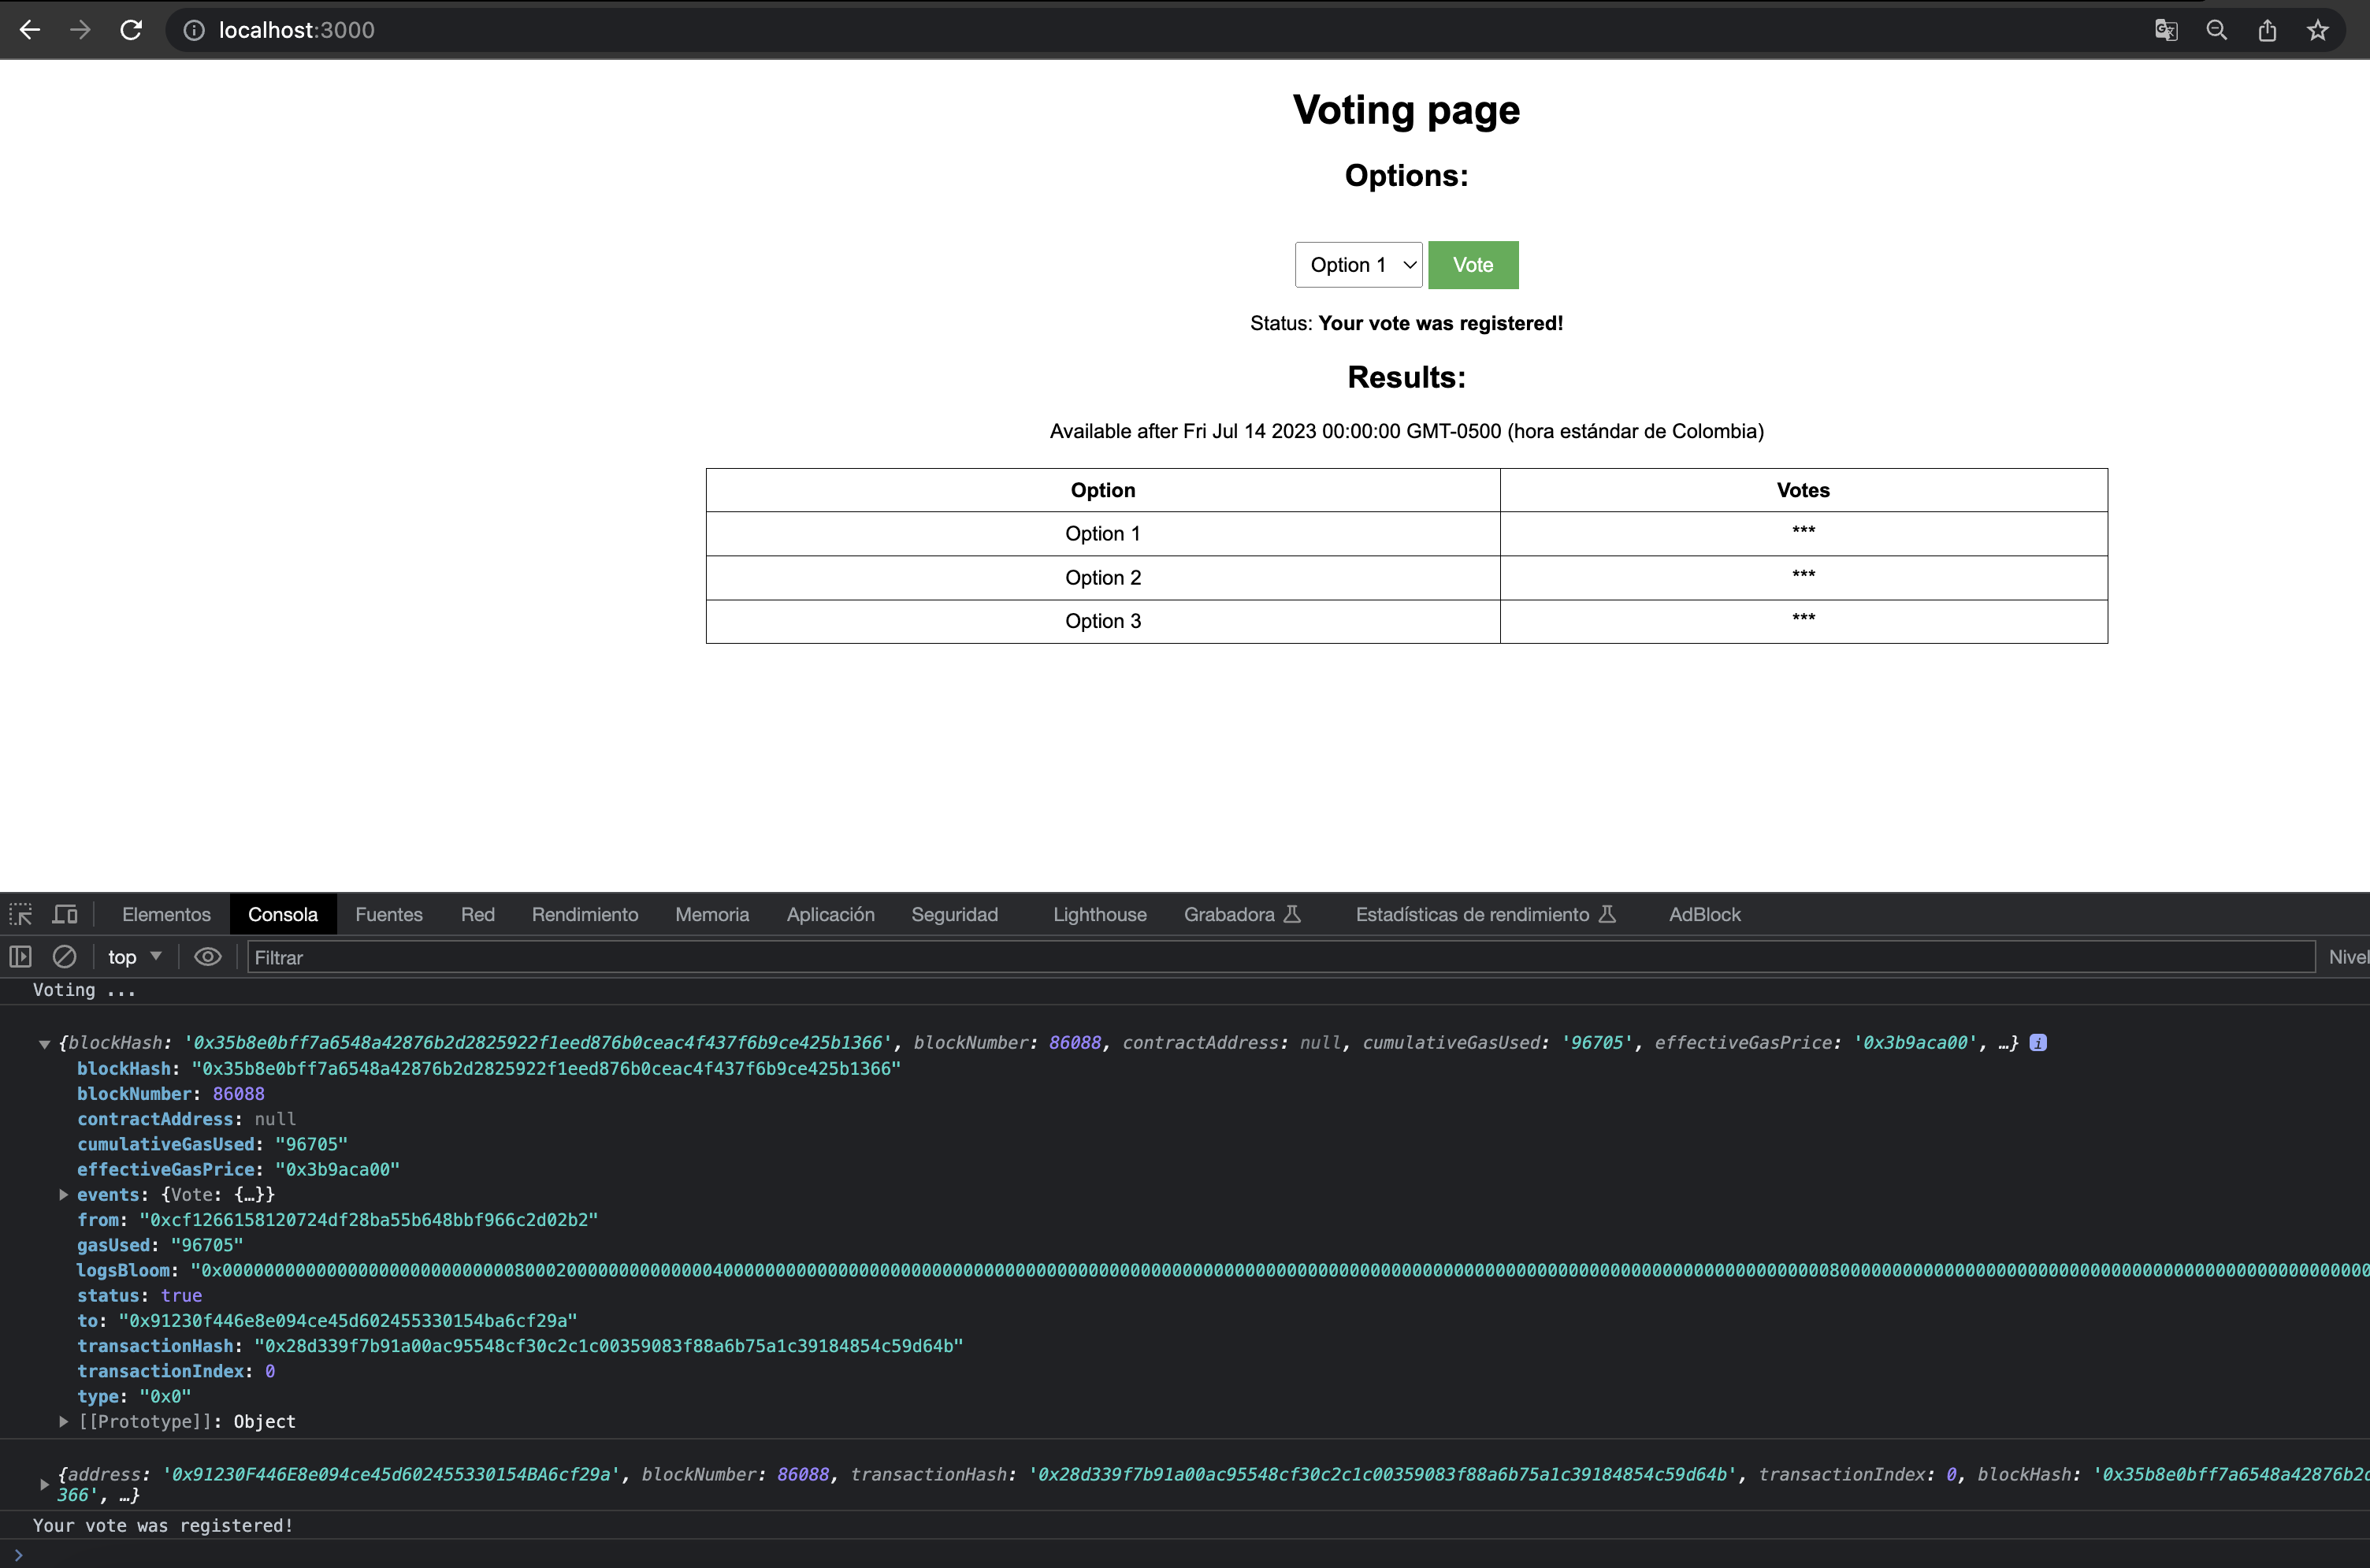 localhost:3000
Voting page
Options:
Option 1 Vote
Status: Your vote was registered!
Results:
Available after Fri Jul 14 2023 00:00:00 GMT-0500 (hora estándar de Colombia)
Option Votes
Option 1 ***
Option 2 ***
Option 3 ***
Elementos Consola Fuentes Red Rendimiento Memoria Aplicación Seguridad Lighthouse Grabadora Estadísticas de rendimiento AdBlock
top Filtrar Nivel
Voting ...
{blockHash: '0x35b8e0bff7a6548a42876b2d2825922f1eed876b0ceac4f437f6b9ce425b1366', blockNumber: 86088, contractAddress: null, cumulativeGasUsed: '96705', effectiveGasPrice: '0x3b9aca00', …}
blockHash: "0x35b8e0bff7a6548a42876b2d2825922f1eed876b0ceac4f437f6b9ce425b1366"
blockNumber: 86088
contractAddress: null
cumulativeGasUsed: "96705"
effectiveGasPrice: "0x3b9aca00"
events: {Vote: {…}}
from: "0xcf1266158120724df28ba55b648bbf966c2d02b2"
gasUsed: "96705"
logsBloom:
status: true
to: "0x91230f446e8e094ce45d602455330154ba6cf29a"
transactionHash: "0x28d339f7b91a00ac95548cf30c2c1c00359083f88a6b75a1c39184854c59d64b"
transactionIndex: 0
type: "0x0"
[[Prototype]]: Object
{address: '0x91230F446E8e094ce45d602455330154BA6cf29a', blockNumber: 86088, transactionHash: '0x28d339f7b91a00ac95548cf30c2c1c00359083f88a6b75a1c39184854c59d64b', transactionIndex: 0, blockHash: '0x35b8e0bff7a6548a42876b2d
366', …}
Your vote was registered!